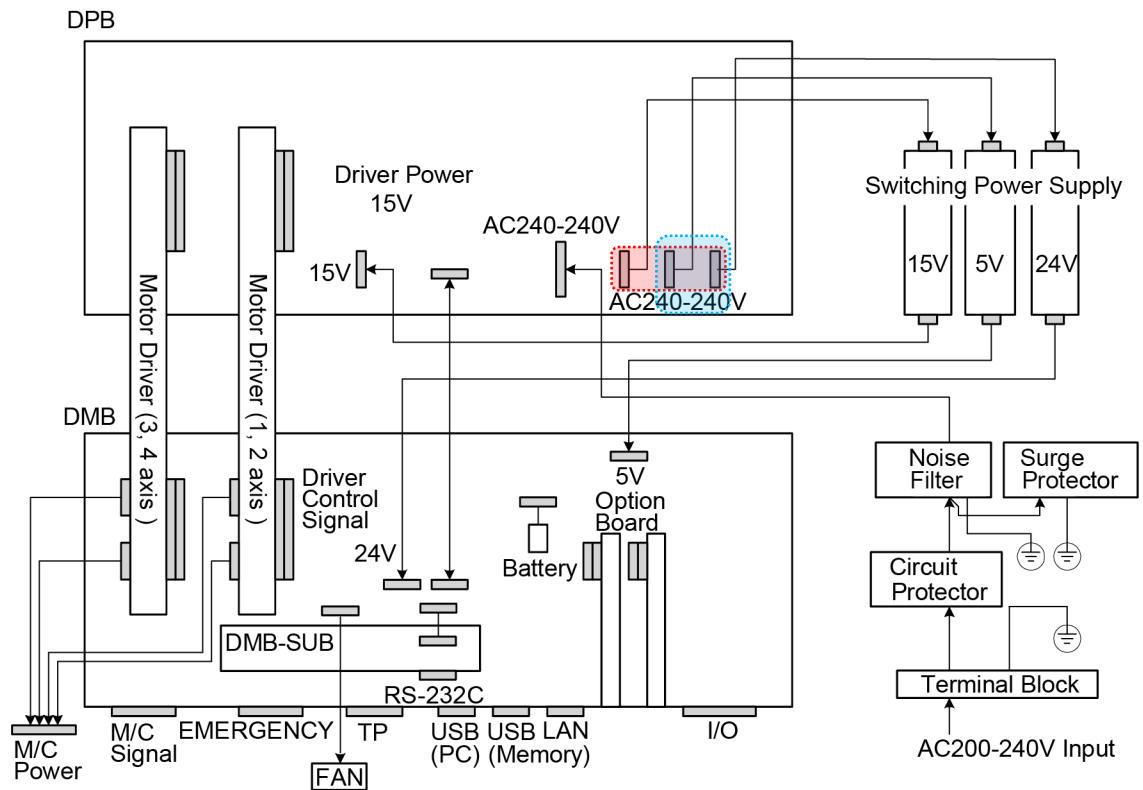 DPB
Driver Power
15V
AC240-240V
15V
AC240-240V
Switching Power Supply
15V
5V
24V
Motor Driver (3, 4 axis )
Motor Driver (1, 2 axis )
DMB
Driver
Control
Signal
24V
5V
Option
Board
Battery
DMB-SUB
RS-232C
Noise
Filter
Surge
Protector
Circuit
Protector
Terminal Block
AC200-240V Input
M/C
Power
M/C
Signal
EMERGENCY
TP
USB
(PC)
USB
(Memory)
LAN
I/O
FAN